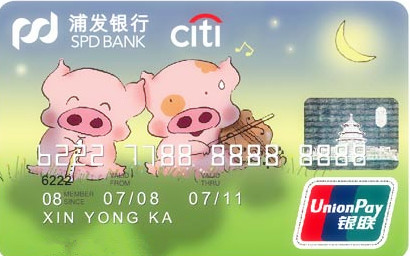 浦发银行
SPD BANK
citi
6222 7788 8888 8888
6222
MEMBER SINCE
08
VALID FROM
07/08
VALID THRU
07/11
XIN YONG KA
UnionPay
银联